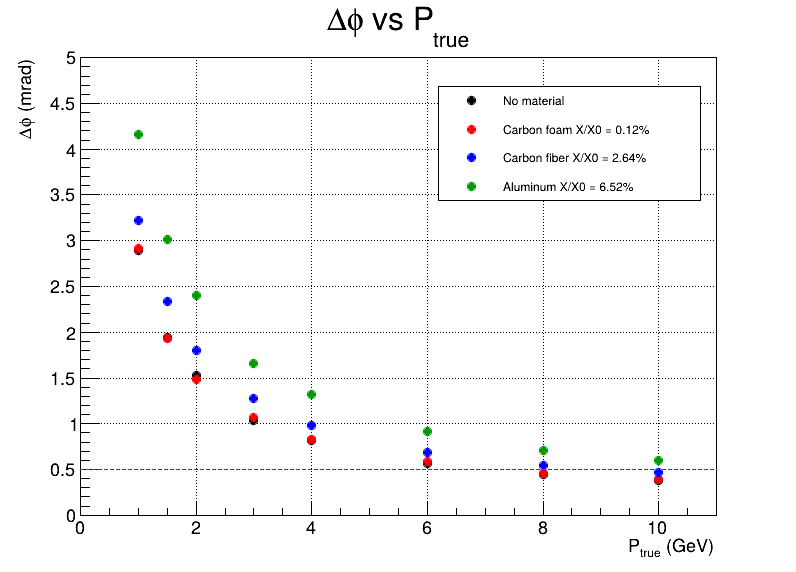 Δϕ vs P_true
Δϕ (mrad)
5
4.5
4
3.5
3
2.5
2
1.5
1
0.5
0
No material
Carbon foam X/X0 = 0.12%
Carbon fiber X/X0 = 2.64%
Aluminum X/X0 = 6.52%
0 2 4 6 8 10
P_true (GeV)